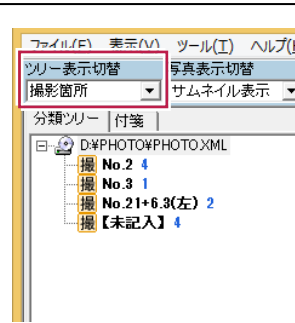 ファイル(F) 表示(V) ツール(T) ヘルプ(
ツリー表示切替 写真表示切替
撮影箇所 サムネイル表示
分類ツリー 付箋
D:¥PHOTO¥PHOTO.XML
撮 No.2 4
撮 No.3 1
撮 No.21+6.3(左) 2
撮 【未記入】 4